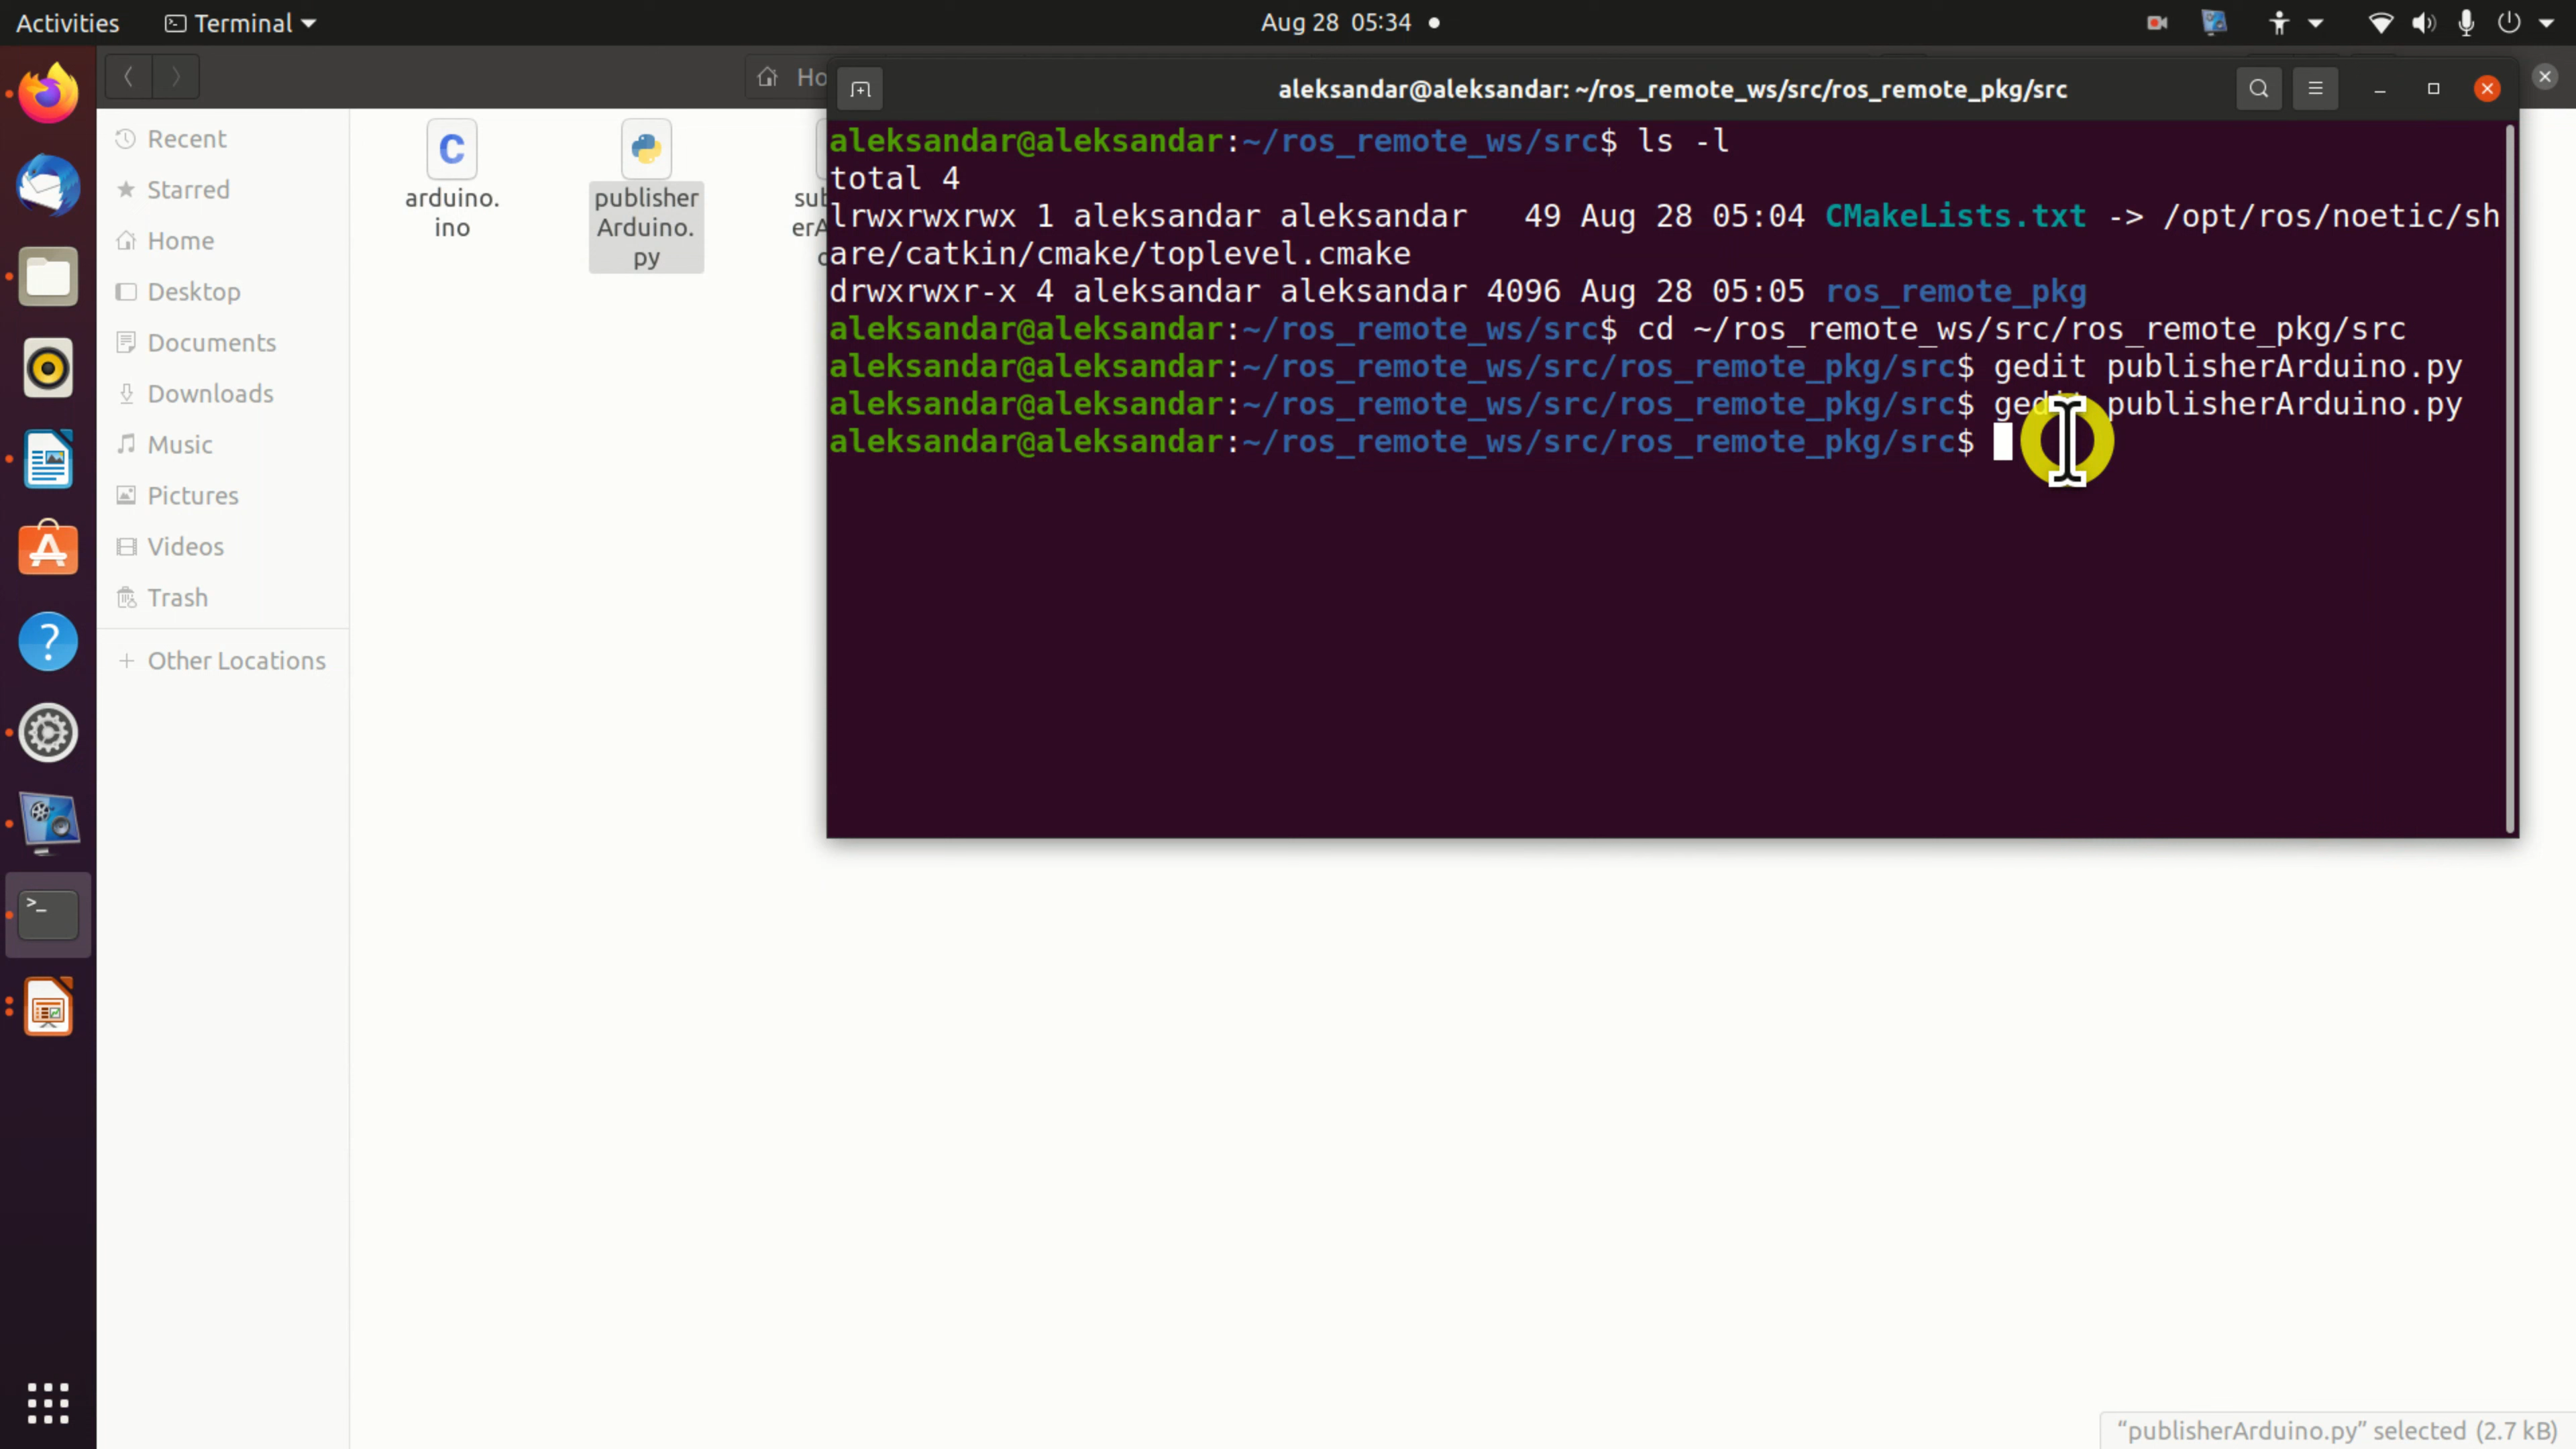 Activities
Terminal
Aug 28 05:34
Recent
Starred
Home
Desktop
Documents
Downloads
Music
Pictures
Videos
Trash
Other Locations
Ho
arduino.
ino
publisher
Arduino.
py
aleksandar@aleksandar: ~/ros_remote_ws/src/ros_remote_pkg/src
aleksandar@aleksandar:~/ros_remote_ws/src$ ls -l
total 4
lrwxrwxrwx 1 aleksandar aleksandar   49 Aug 28 05:04 CMakeLists.txt -> /opt/ros/noetic/sh
are/catkin/cmake/toplevel.cmake
drwxrwxr-x 4 aleksandar aleksandar 4096 Aug 28 05:05 ros_remote_pkg
aleksandar@aleksandar:~/ros_remote_ws/src$ cd ~/ros_remote_ws/src/ros_remote_pkg/src
aleksandar@aleksandar:~/ros_remote_ws/src/ros_remote_pkg/src$ gedit publisherArduino.py
aleksandar@aleksandar:~/ros_remote_ws/src/ros_remote_pkg/src$ gedit publisherArduino.py
aleksandar@aleksandar:~/ros_remote_ws/src/ros_remote_pkg/src$
"publisherArduino.py" selected (2.7 kB)